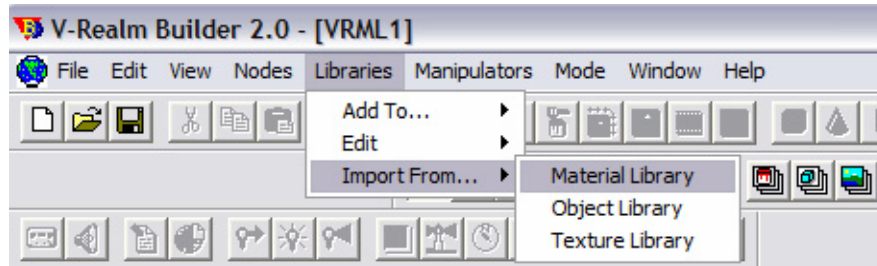 V-Realm Builder 2.0 - [VRML1]
File Edit View Nodes Libraries Manipulators Mode Window Help
Add To...
Edit
Import From... Material Library
Object Library
Texture Library